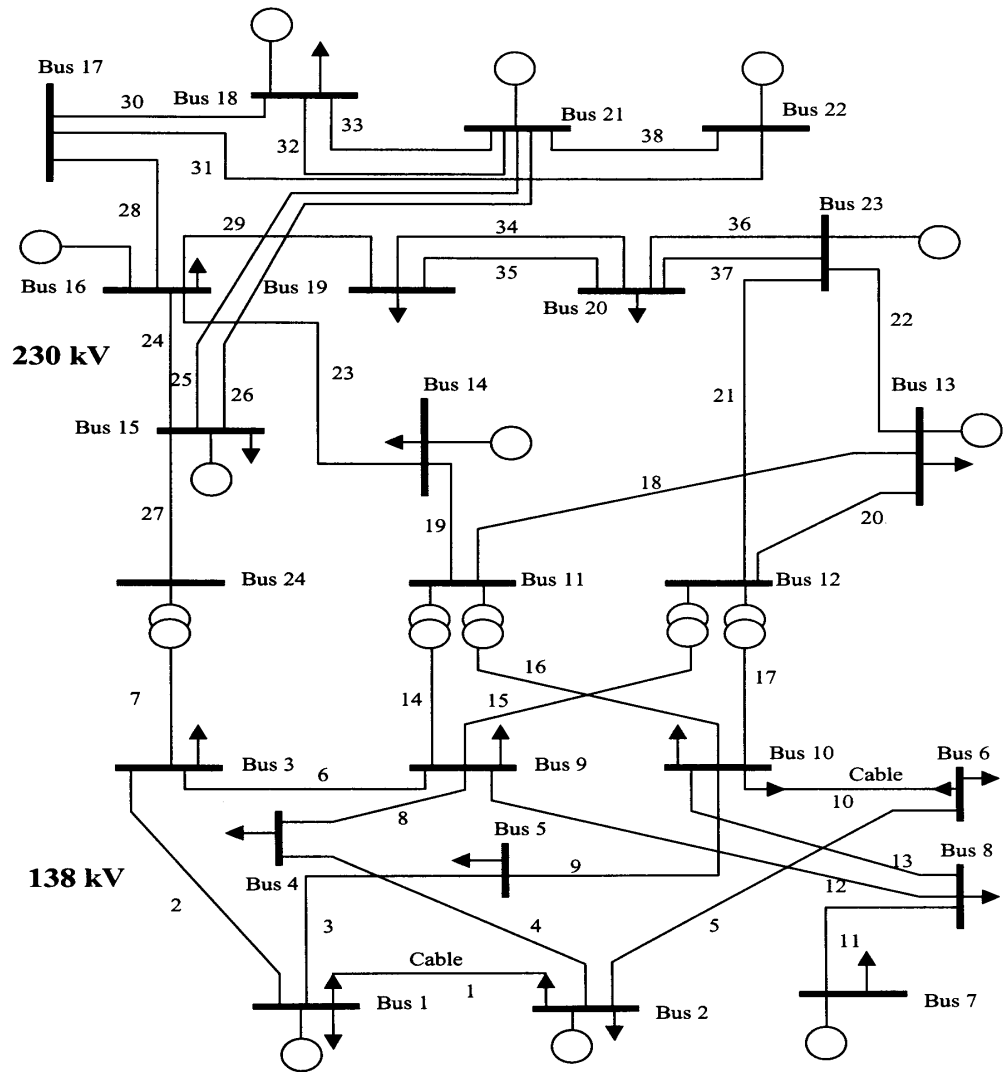 Bus 17
30
Bus 18
33
32
Bus 21
38
Bus 22
31
28
29
34
36
Bus 23
35
37
Bus 16
Bus 19
Bus 20
22
24
230 kV
25
26
23
21
Bus 14
Bus 13
Bus 15
18
27
19
20
Bus 24
Bus 11
Bus 12
16
17
7
14
15
Bus 3
6
Bus 9
Bus 10
Bus 6
Cable
10
8
Bus 5
Bus 8
138 kV
Bus 4
9
13
12
2
3
4
5
11
Cable
1
Bus 1
Bus 2
Bus 7